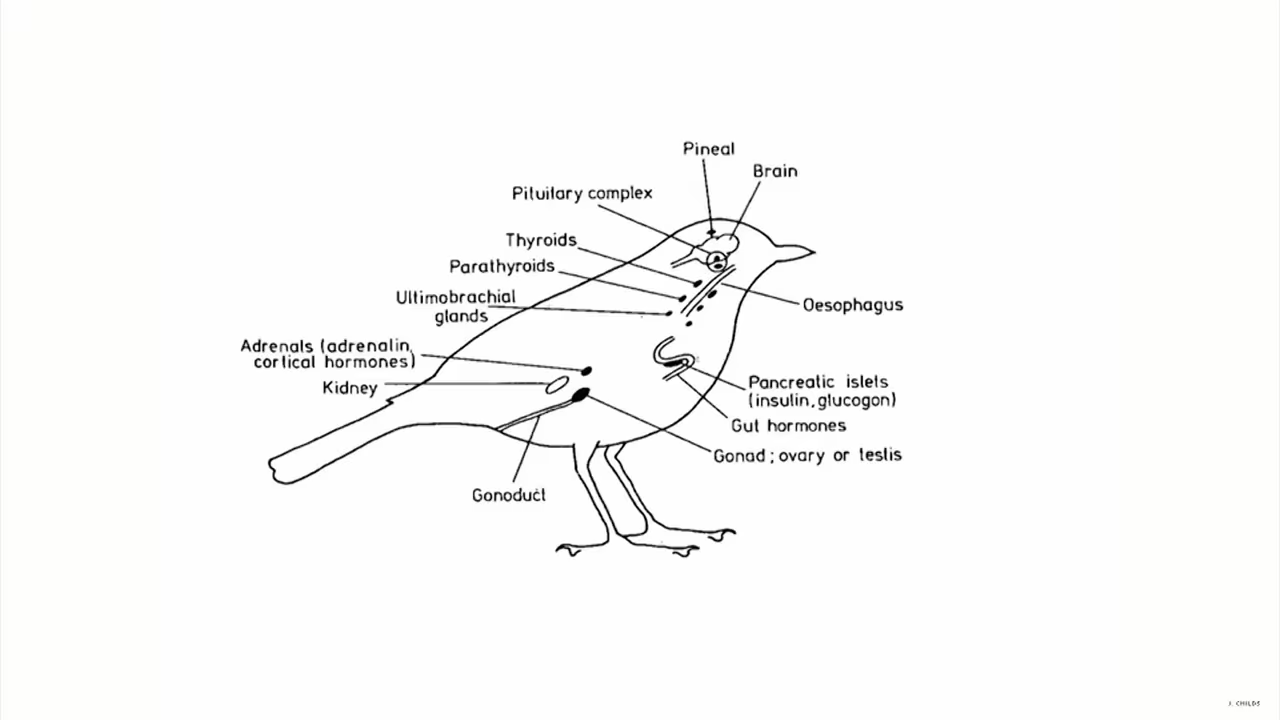 Pineal
Brain
Pituitary complex
Thyroids
Parathyroids
Ultimobrachial
glands
Oesophagus
Adrenals (adrenalin,
cortical hormones)
Kidney
Pancreatic islets
(insulin, glucogon)
Gut hormones
Gonad; ovary or testis
Gonoduct
J. CHILDS